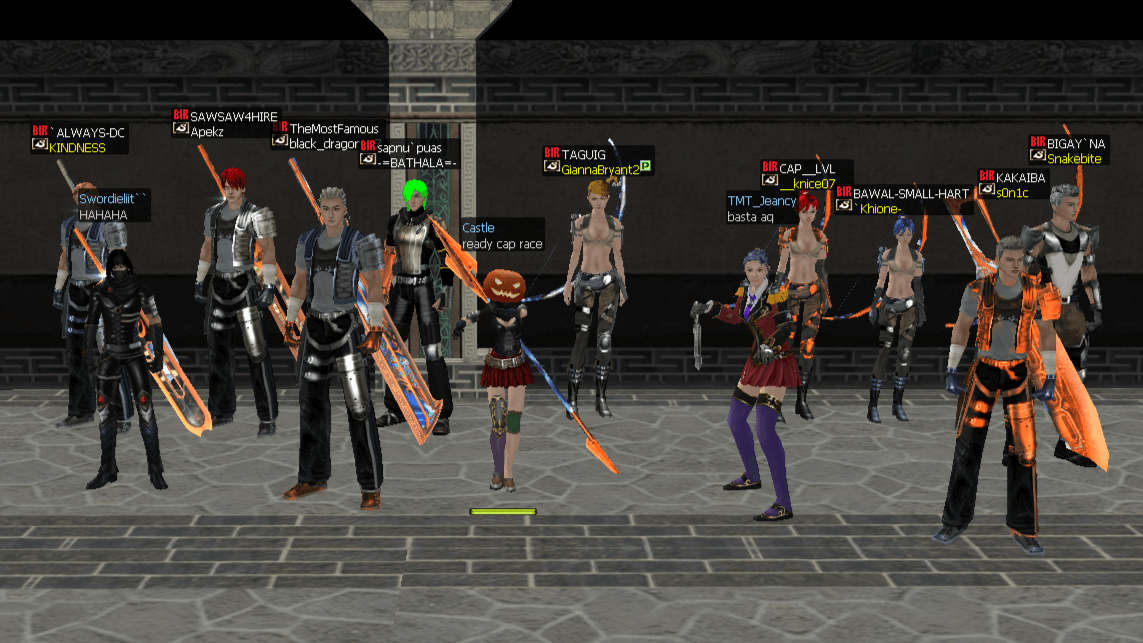 BIR `ALWAYS-DC
KINDNESS
BIR SAWSAW4HIRE
Apekz
BIR TheMostFamous
black_dragor
BIR sapnu`puas
-=BATHALA=-
BIR TAGUIG
GiannaBryant2 P
BIR CAP__LVL
__knice07
BIR BAWAL-SMALL-HART
`Khione-
BIR KAKAIBA
s0n1c
BIR BIGAY`NA
Snakebite
Swordieliit``
HAHAHA
Castle
ready cap race
TMT_Jeancy
basta aq